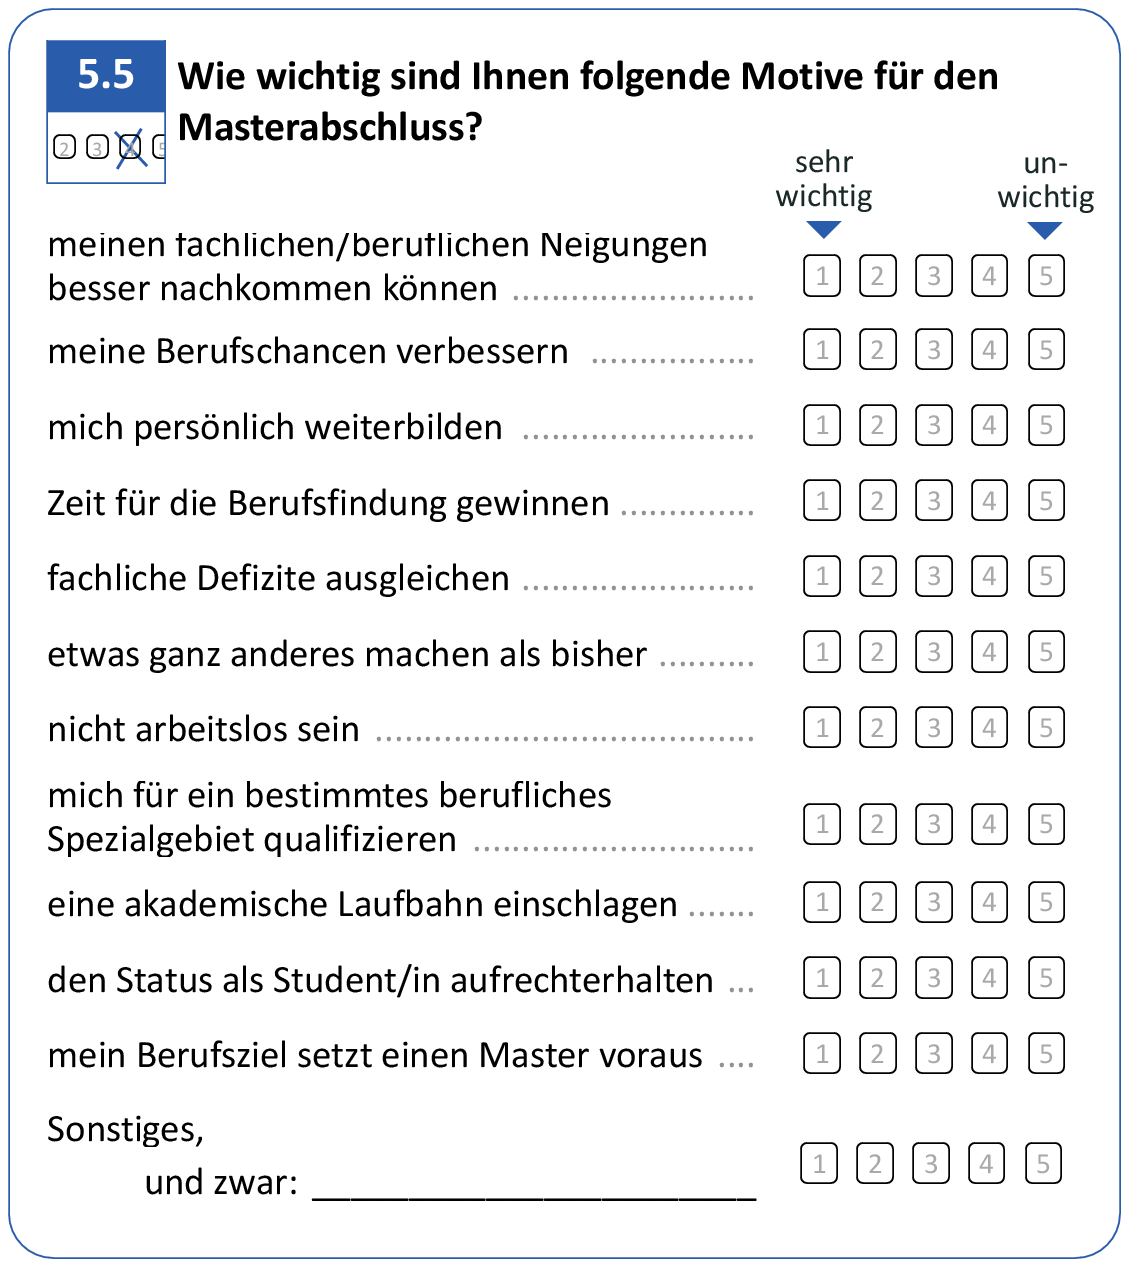 5.5
Wie wichtig sind Ihnen folgende Motive für den
Masterabschluss?
2 3 4 5
sehr
wichtig
un-
wichtig
meinen fachlichen/beruflichen Neigungen
besser nachkommen können ......................... 1 2 3 4 5
meine Berufschancen verbessern ................. 1 2 3 4 5
mich persönlich weiterbilden ........................ 1 2 3 4 5
Zeit für die Berufsfindung gewinnen .............. 1 2 3 4 5
fachliche Defizite ausgleichen ........................ 1 2 3 4 5
etwas ganz anderes machen als bisher .......... 1 2 3 4 5
nicht arbeitslos sein ....................................... 1 2 3 4 5
mich für ein bestimmtes berufliches
Spezialgebiet qualifizieren ............................. 1 2 3 4 5
eine akademische Laufbahn einschlagen ....... 1 2 3 4 5
den Status als Student/in aufrechterhalten ... 1 2 3 4 5
mein Berufsziel setzt einen Master voraus .... 1 2 3 4 5
Sonstiges,
und zwar: _______________________ 1 2 3 4 5